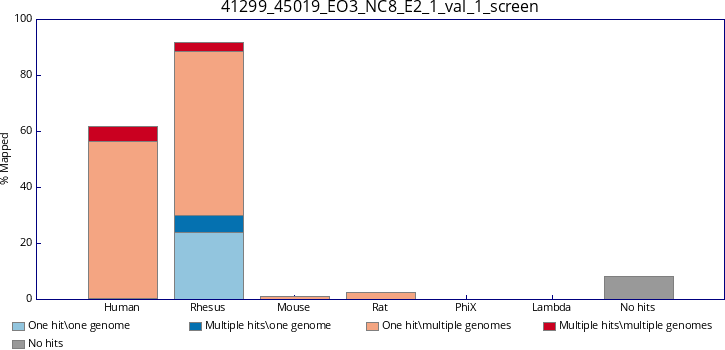 41299_45019_EO3_NC8_E2_1_val_1_screen
100
80
60
40
20
0
% Mapped
Human Rhesus Mouse Rat PhiX Lambda No hits
One hit\one genome Multiple hits\one genome One hit\multiple genomes Multiple hits\multiple genomes
No hits